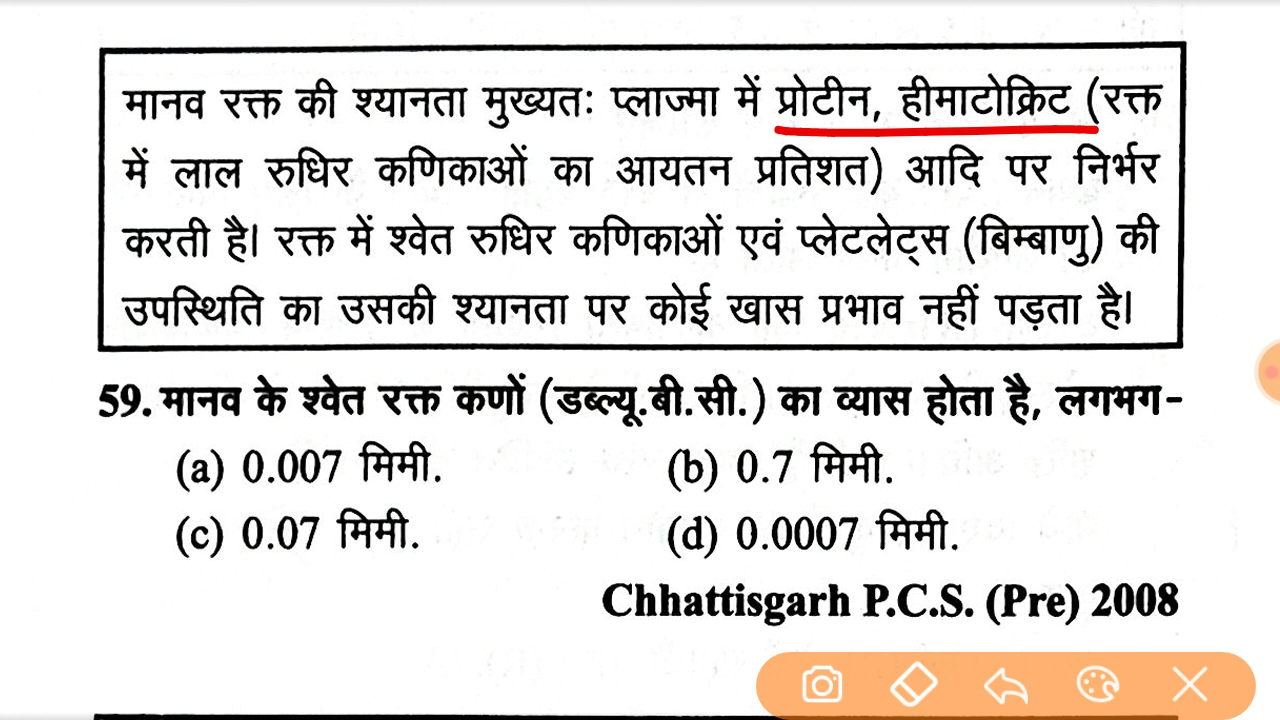 मानव रक्त की श्यानता मुख्यतः प्लाज्मा में प्रोटीन, हीमाटोक्रिट (रक्त
में लाल रुधिर कणिकाओं का आयतन प्रतिशत) आदि पर निर्भर
करती है। रक्त में श्वेत रुधिर कणिकाओं एवं प्लेटलेट्स (बिम्बाणु) की
उपस्थिति का उसकी श्यानता पर कोई खास प्रभाव नहीं पड़ता है।
59. मानव के श्वेत रक्त कणों (डब्ल्यू.बी.सी.) का व्यास होता है, लगभग-
(a) 0.007 मिमी. (b) 0.7 मिमी.
(c) 0.07 मिमी. (d) 0.0007 मिमी.
Chhattisgarh P.C.S. (Pre) 2008